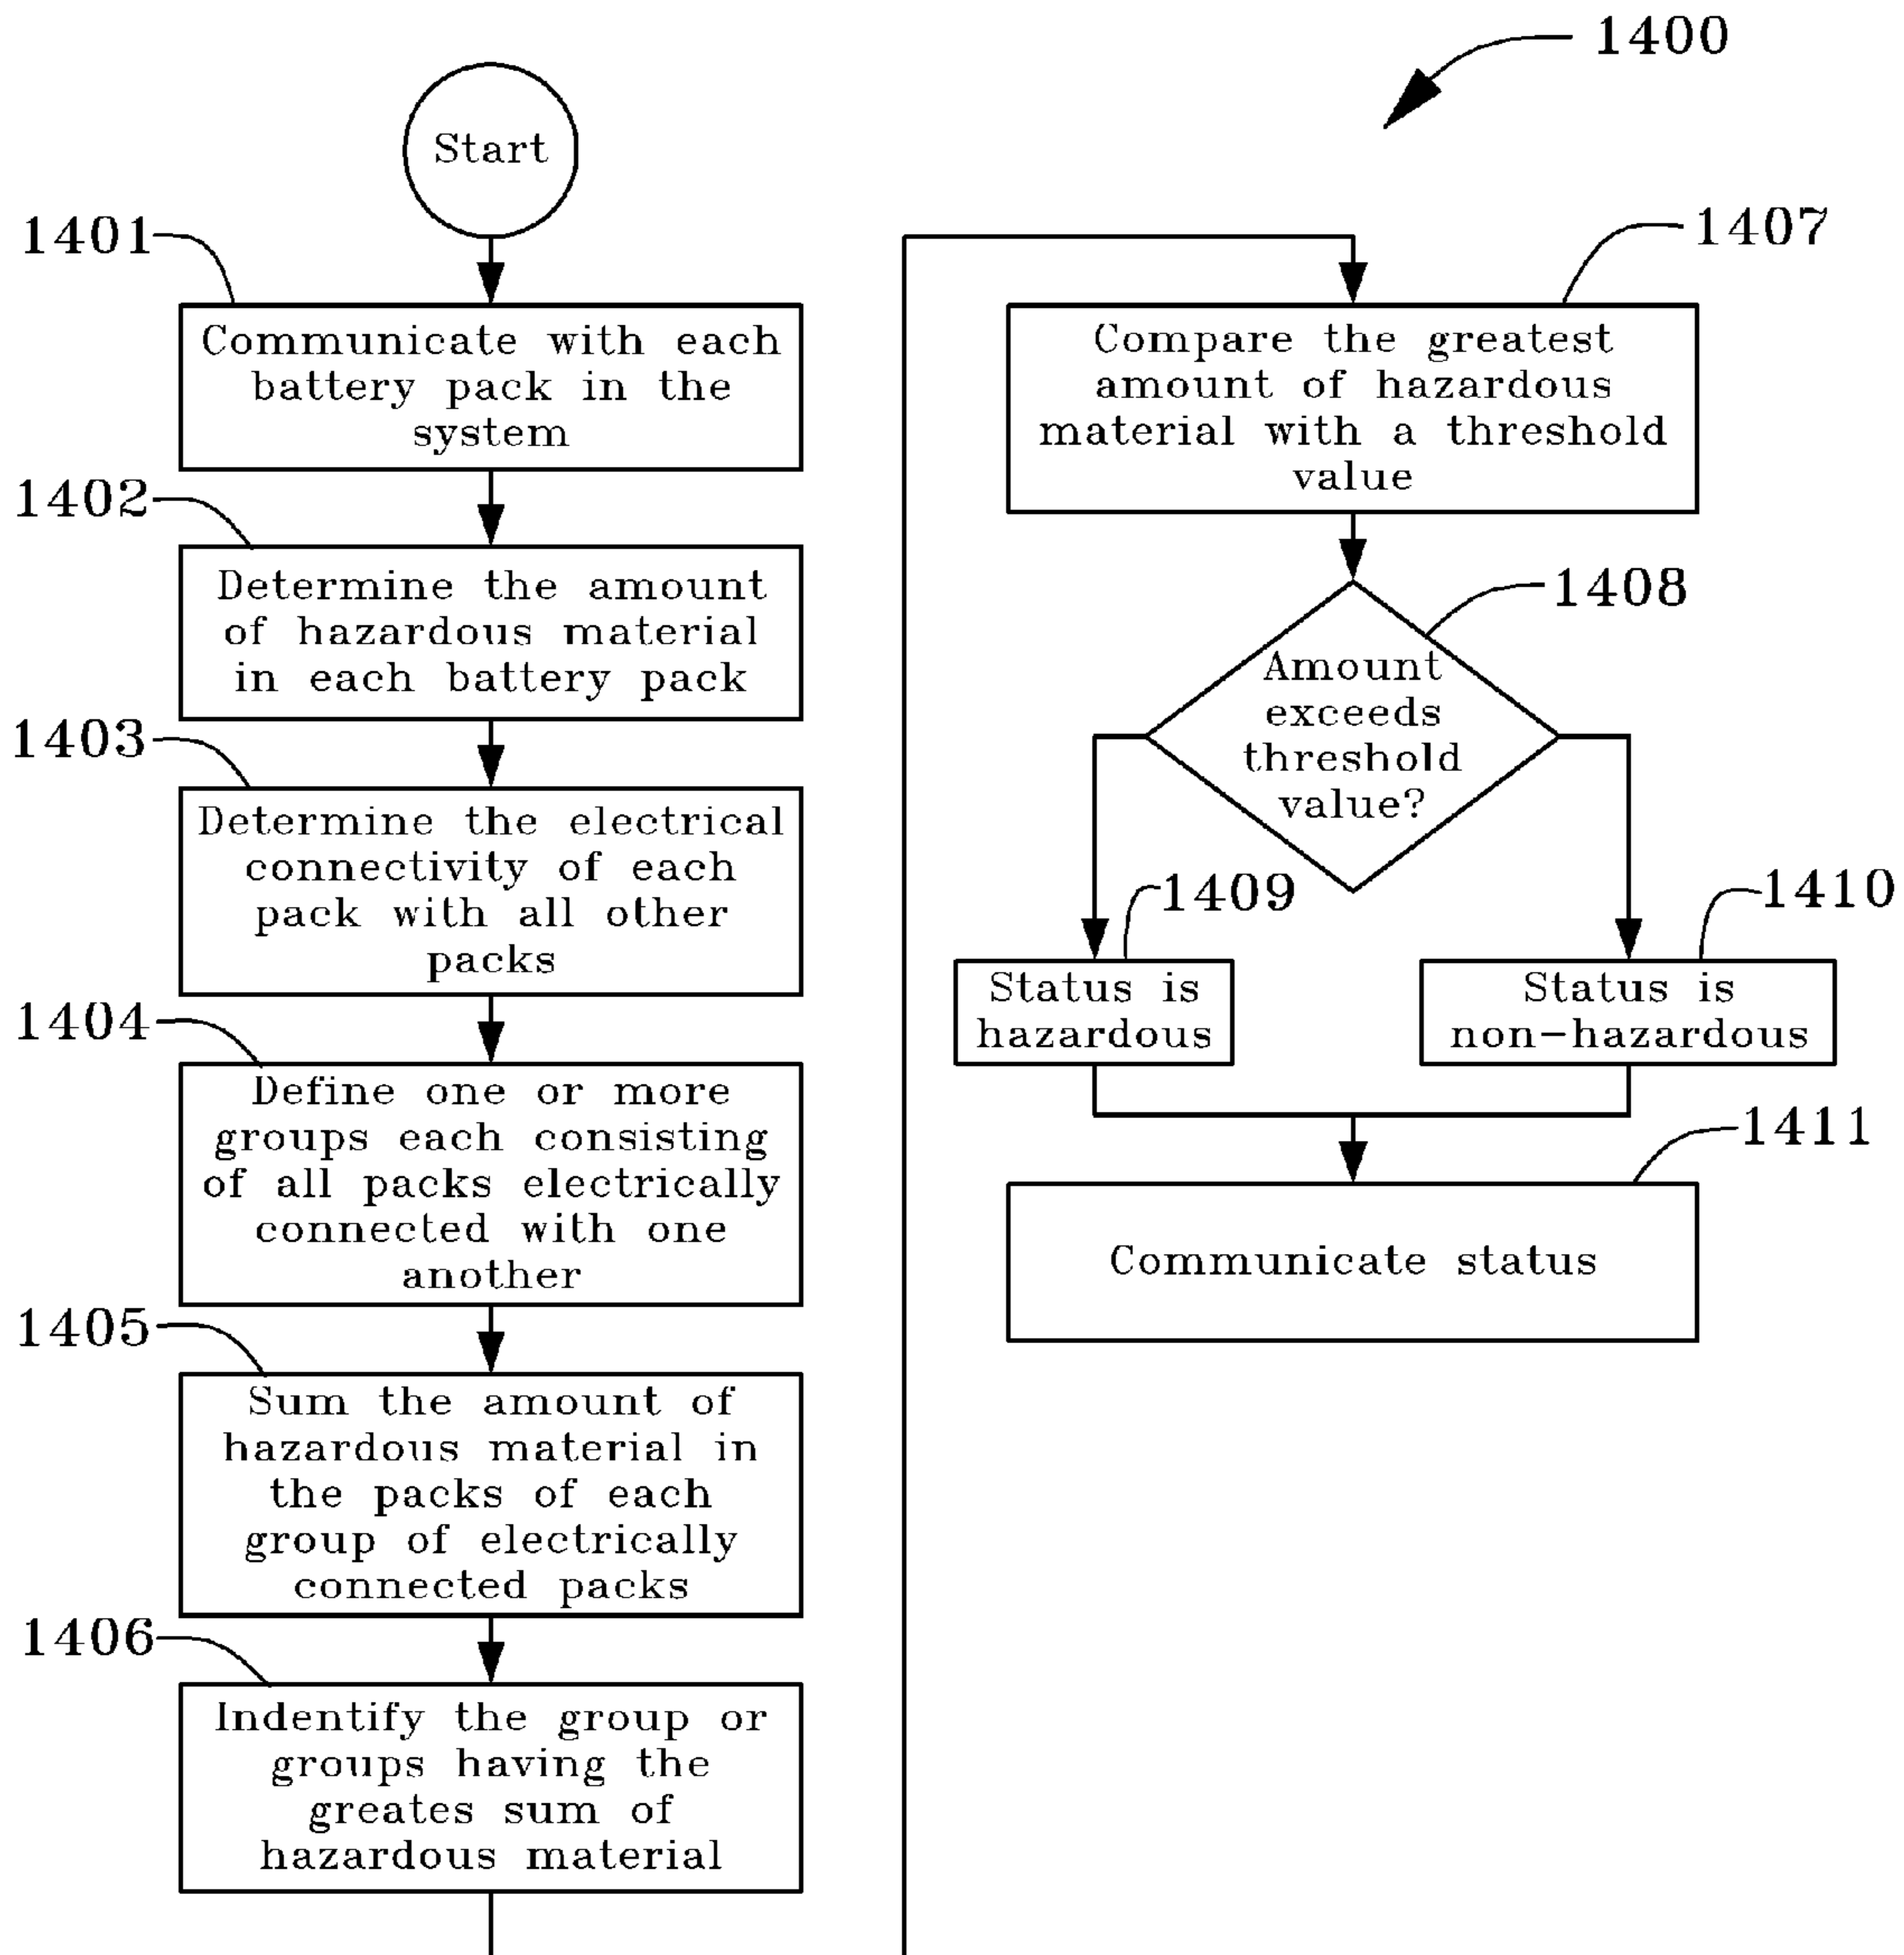 1400
Start
1401
Communicate with each
battery pack in the
system
1402
Determine the amount
of hazardous material
in each battery pack
1403
Determine the electrical
connectivity of each
pack with all other
packs
1404
Define one or more
groups each consisting
of all packs electrically
connected with one
another
1405
Sum the amount of
hazardous material in
the packs of each
group of electrically
connected packs
1406
Indentify the group or
groups having the
greates sum of
hazardous material
1407
Compare the greatest
amount of hazardous
material with a threshold
value
1408
Amount
exceeds
threshold
value?
1409
Status is
hazardous
1410
Status is
non-hazardous
1411
Communicate status